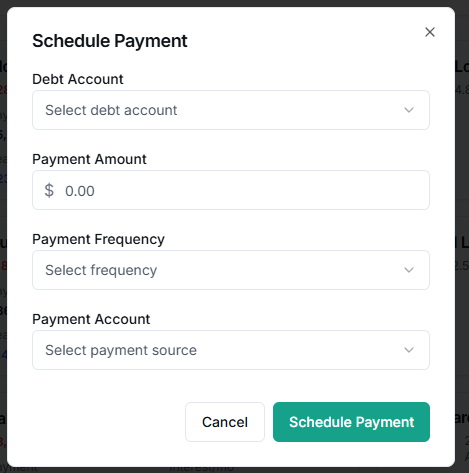 Schedule Payment
Debt Account
Select debt account
Payment Amount
$ 0.00
Payment Frequency
Select frequency
Payment Account
Select payment source
Cancel
Schedule Payment